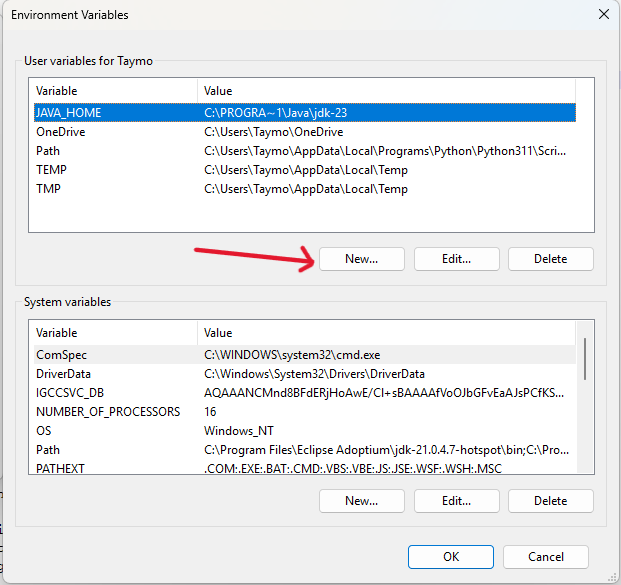 Environment Variables
User variables for Taymo
Variable Value
JAVA_HOME C:\PROGRA~1\Java\jdk-23
OneDrive C:\Users\Taymo\OneDrive
Path C:\Users\Taymo\AppData\Local\Programs\Python\Python311\Scri...
TEMP C:\Users\Taymo\AppData\Local\Temp
TMP C:\Users\Taymo\AppData\Local\Temp
New... Edit... Delete
System variables
Variable Value
ComSpec C:\WINDOWS\system32\cmd.exe
DriverData C:\Windows\System32\Drivers\DriverData
IGCCSVC_DB AQAAANCMnd8BFdERjHoAwE/Cl+sBAAAAfVoOJbGFvEaAJsPCfKS...
NUMBER_OF_PROCESSORS 16
OS Windows_NT
Path C:\Program Files\Eclipse Adoptium\jdk-21.0.4.7-hotspot\bin;C:\Pro...
PATHEXT .COM;.EXE;.BAT;.CMD;.VBS;.VBE;.JS;.JSE;.WSF;.WSH;.MSC
New... Edit... Delete
OK Cancel